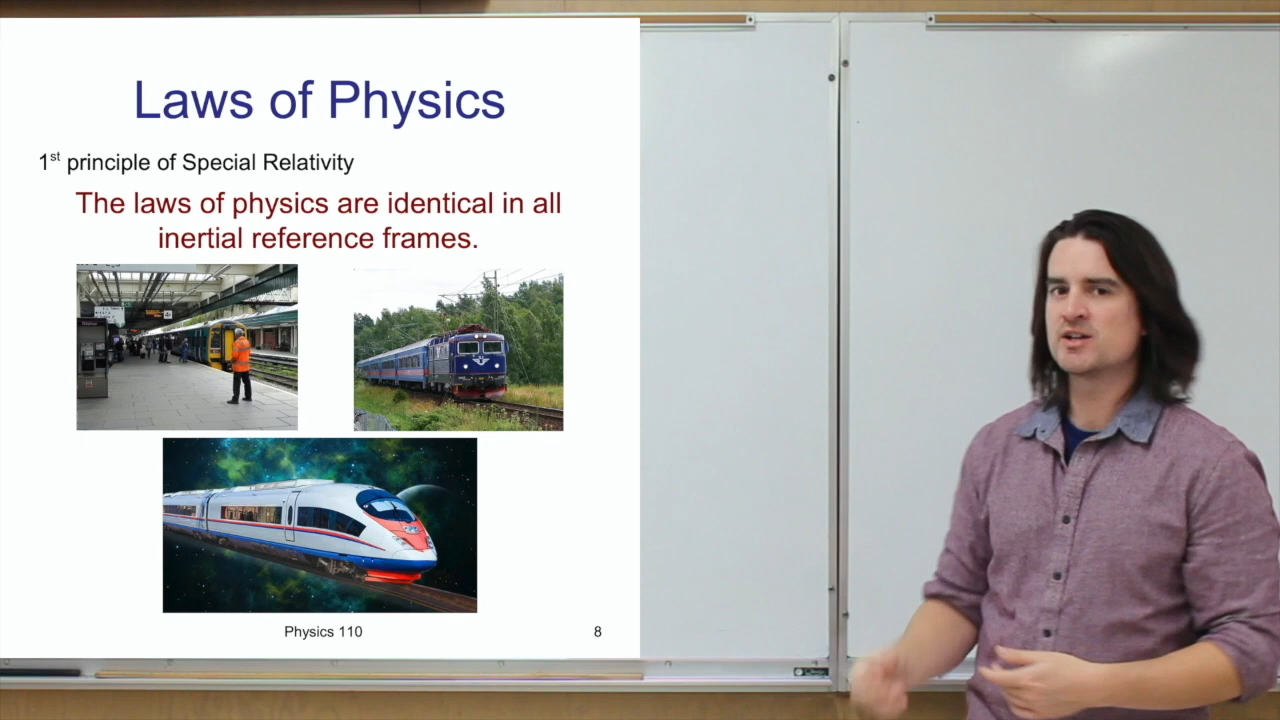 Laws of Physics
1st principle of Special Relativity
The laws of physics are identical in all
inertial reference frames.
Physics 110
8